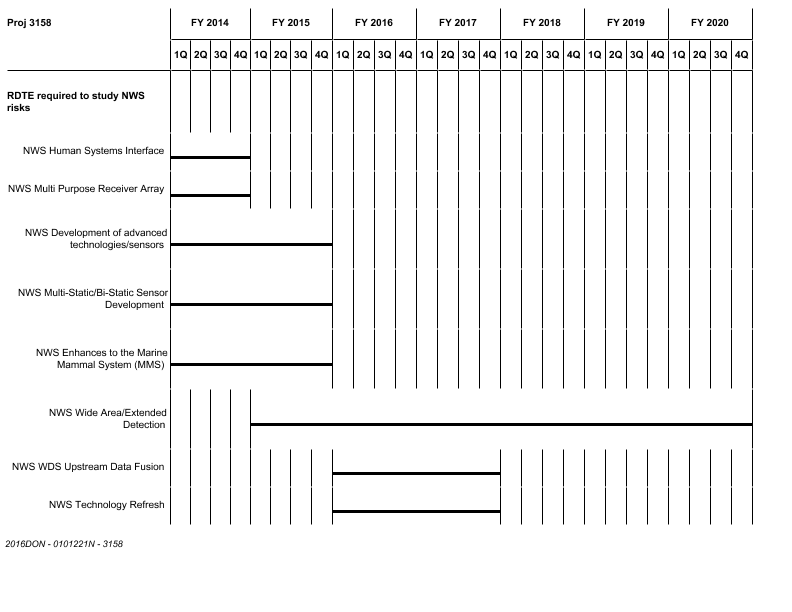 Proj 3158 FY 2014 FY 2015 FY 2016 FY 2017 FY 2018 FY 2019 FY 2020
1Q 2Q 3Q 4Q 1Q 2Q 3Q 4Q 1Q 2Q 3Q 4Q 1Q 2Q 3Q 4Q 1Q 2Q 3Q 4Q 1Q 2Q 3Q 4Q 1Q 2Q 3Q 4Q
RDTE required to study NWS
risks
NWS Human Systems Interface
NWS Multi Purpose Receiver Array
NWS Development of advanced
technologies/sensors
NWS Multi-Static/Bi-Static Sensor
Development
NWS Enhances to the Marine
Mammal System (MMS)
NWS Wide Area/Extended
Detection
NWS WDS Upstream Data Fusion
NWS Technology Refresh
2016DON - 0101221N - 3158